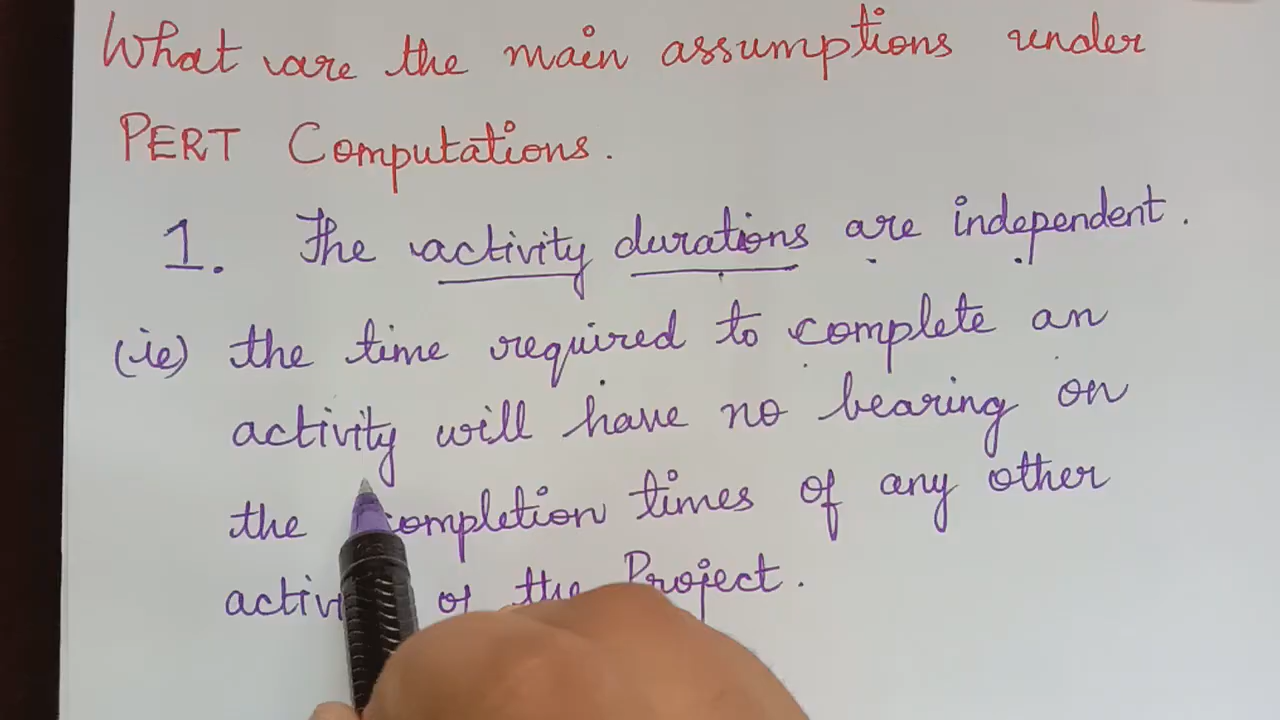 What are the main assumptions under
PERT Computations.
1. The activity durations are independent.
(ie) the time required to complete an
activity will have no bearing on
the completion times of any other
of the Project.